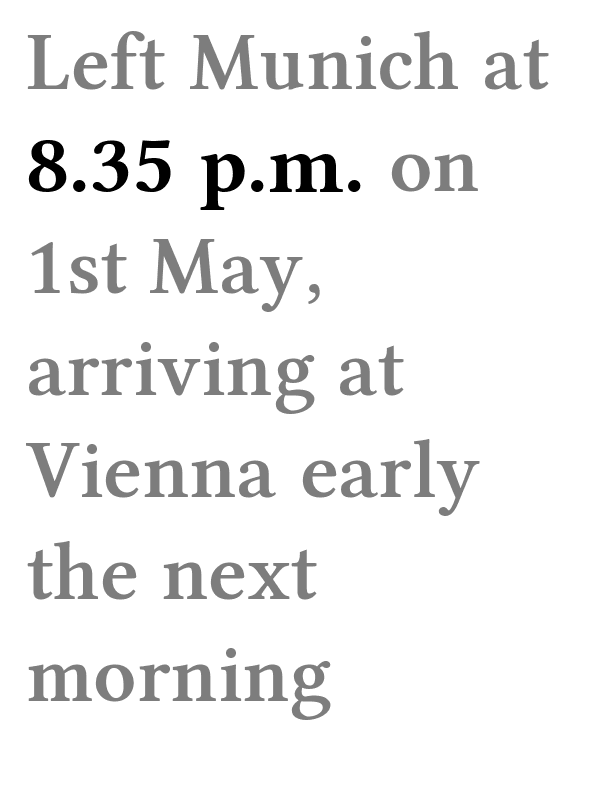 Left Munich at
8.35 p.m. on
1st May,
arriving at
Vienna early
the next
morning